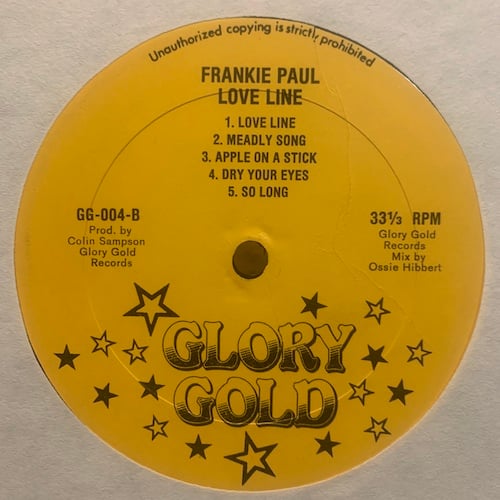 Unauthorized copying is strictly prohibited
FRANKIE PAUL
LOVE LINE
1. LOVE LINE
2. MEADLY SONG
3. APPLE ON A STICK
4. DRY YOUR EYES
5. SO LONG
GG-004-B
Prod. by
Colin Sampson
Glory Gold
Records
33⅓ RPM
Glory Gold
Records
Mix by
Ossie Hibbert
GLORY
GOLD